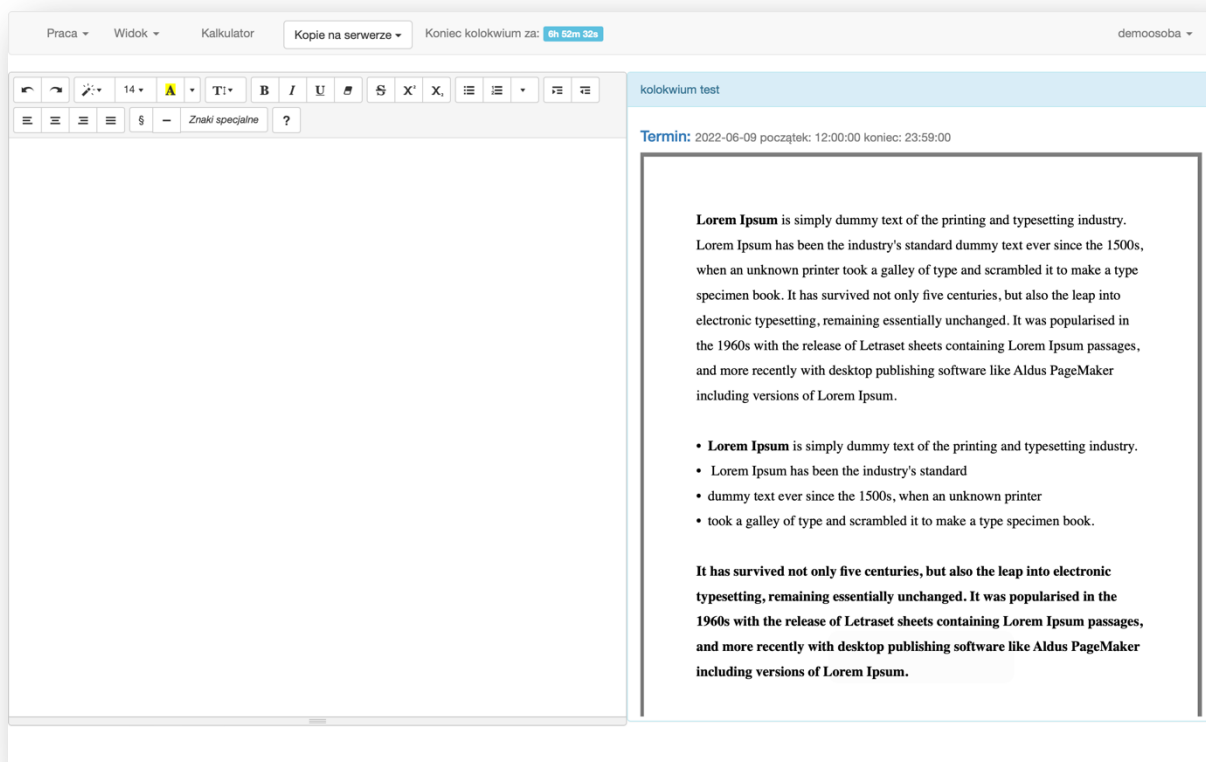 Praca Widok Kalkulator Kopie na serwerze Koniec kolokwium za: 6h 52m 32s demoosoba
14 A TI B I U S X² X₂
§ — Znaki specjalne ?
kolokwium test
Termin: 2022-06-09 początek: 12:00:00 koniec: 23:59:00
Lorem Ipsum is simply dummy text of the printing and typesetting industry.
Lorem Ipsum has been the industry's standard dummy text ever since the 1500s,
when an unknown printer took a galley of type and scrambled it to make a type
specimen book. It has survived not only five centuries, but also the leap into
electronic typesetting, remaining essentially unchanged. It was popularised in
the 1960s with the release of Letraset sheets containing Lorem Ipsum passages,
and more recently with desktop publishing software like Aldus PageMaker
including versions of Lorem Ipsum.
• Lorem Ipsum is simply dummy text of the printing and typesetting industry.
• Lorem Ipsum has been the industry's standard
• dummy text ever since the 1500s, when an unknown printer
• took a galley of type and scrambled it to make a type specimen book.
It has survived not only five centuries, but also the leap into electronic
typesetting, remaining essentially unchanged. It was popularised in the
1960s with the release of Letraset sheets containing Lorem Ipsum passages,
and more recently with desktop publishing software like Aldus PageMaker
including versions of Lorem Ipsum.